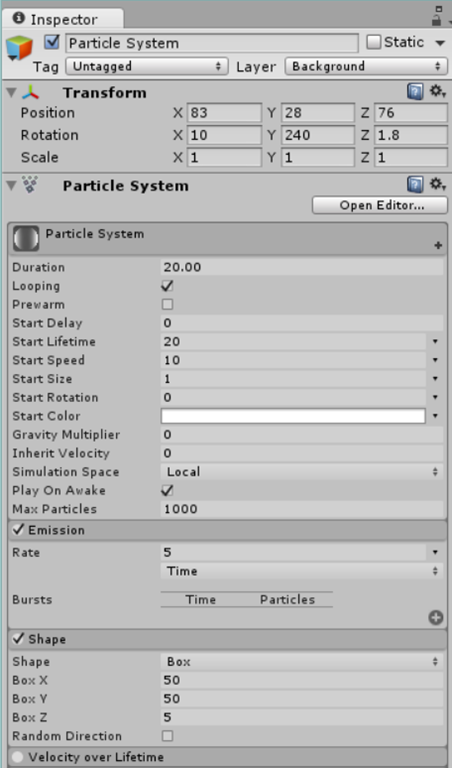 Inspector
Particle System Static
Tag Untagged Layer Background
Transform
Position X 83 Y 28 Z 76
Rotation X 10 Y 240 Z 1.8
Scale X 1 Y 1 Z 1
Particle System
Open Editor...
Particle System +
Duration 20.00
Looping
Prewarm
Start Delay 0
Start Lifetime 20
Start Speed 10
Start Size 1
Start Rotation 0
Start Color
Gravity Multiplier 0
Inherit Velocity 0
Simulation Space Local
Play On Awake
Max Particles 1000
Emission
Rate 5
Time
Bursts Time Particles
Shape
Shape Box
Box X 50
Box Y 50
Box Z 5
Random Direction
Velocity over Lifetime